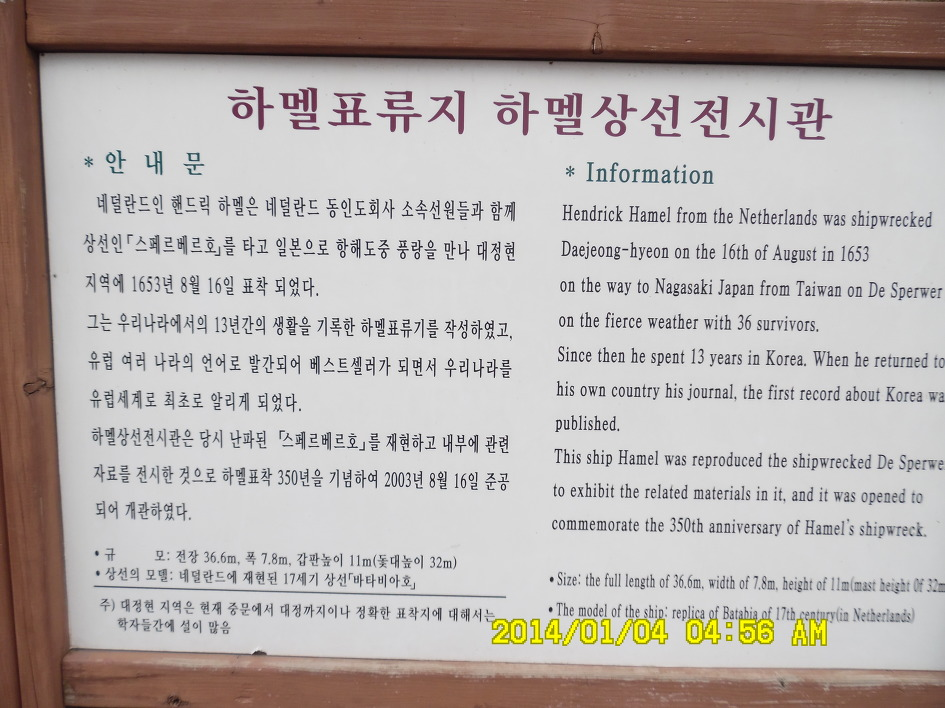 하멜표류지 하멜상선전시관
* 안 내 문
네덜란드인 핸드릭 하멜은 네덜란드 동인도회사 소속선원들과 함께
상선인「스페르베르호」를 타고 일본으로 항해도중 풍랑을 만나 대정현
지역에 1653년 8월 16일 표착 되었다.
그는 우리나라에서의 13년간의 생활을 기록한 하멜표류기를 작성하였고,
유럽 여러 나라의 언어로 발간되어 베스트셀러가 되면서 우리나라를
유럽세계로 최초로 알리게 되었다.
하멜상선전시관은 당시 난파된 「스페르베르호」를 재현하고 내부에 관련
자료를 전시한 것으로 하멜표착 350년을 기념하여 2003년 8월 16일 준공
되어 개관하였다.
• 규 모: 전장 36.6m, 폭 7.8m, 갑판높이 11m(돛대높이 32m)
• 상선의 모델: 네덜란드에 재현된 17세기 상선「바타비아호」
주) 대정현 지역은 현재 중문에서 대정까지이나 정확한 표착지에 대해서는
학자들간에 설이 많음
* Information
Hendrick Hamel from the Netherlands was shipwrecked
Daejeong-hyeon on the 16th of August in 1653
on the way to Nagasaki Japan from Taiwan on De Sperwer
on the fierce weather with 36 survivors.
Since then he spent 13 years in Korea. When he returned to
his own country his journal, the first record about Korea wa
published.
This ship Hamel was reproduced the shipwrecked De Sperwe
to exhibit the related materials in it, and it was opened to
commemorate the 350th anniversary of Hamel's shipwreck.
• Size: the full length of 36,6m, width of 7.8m, height of 11m(mast height 0f 32m
• The model of the ship: replica of Batabia of 17th century(in Netherlands)
2014/01/04 04:56 AM